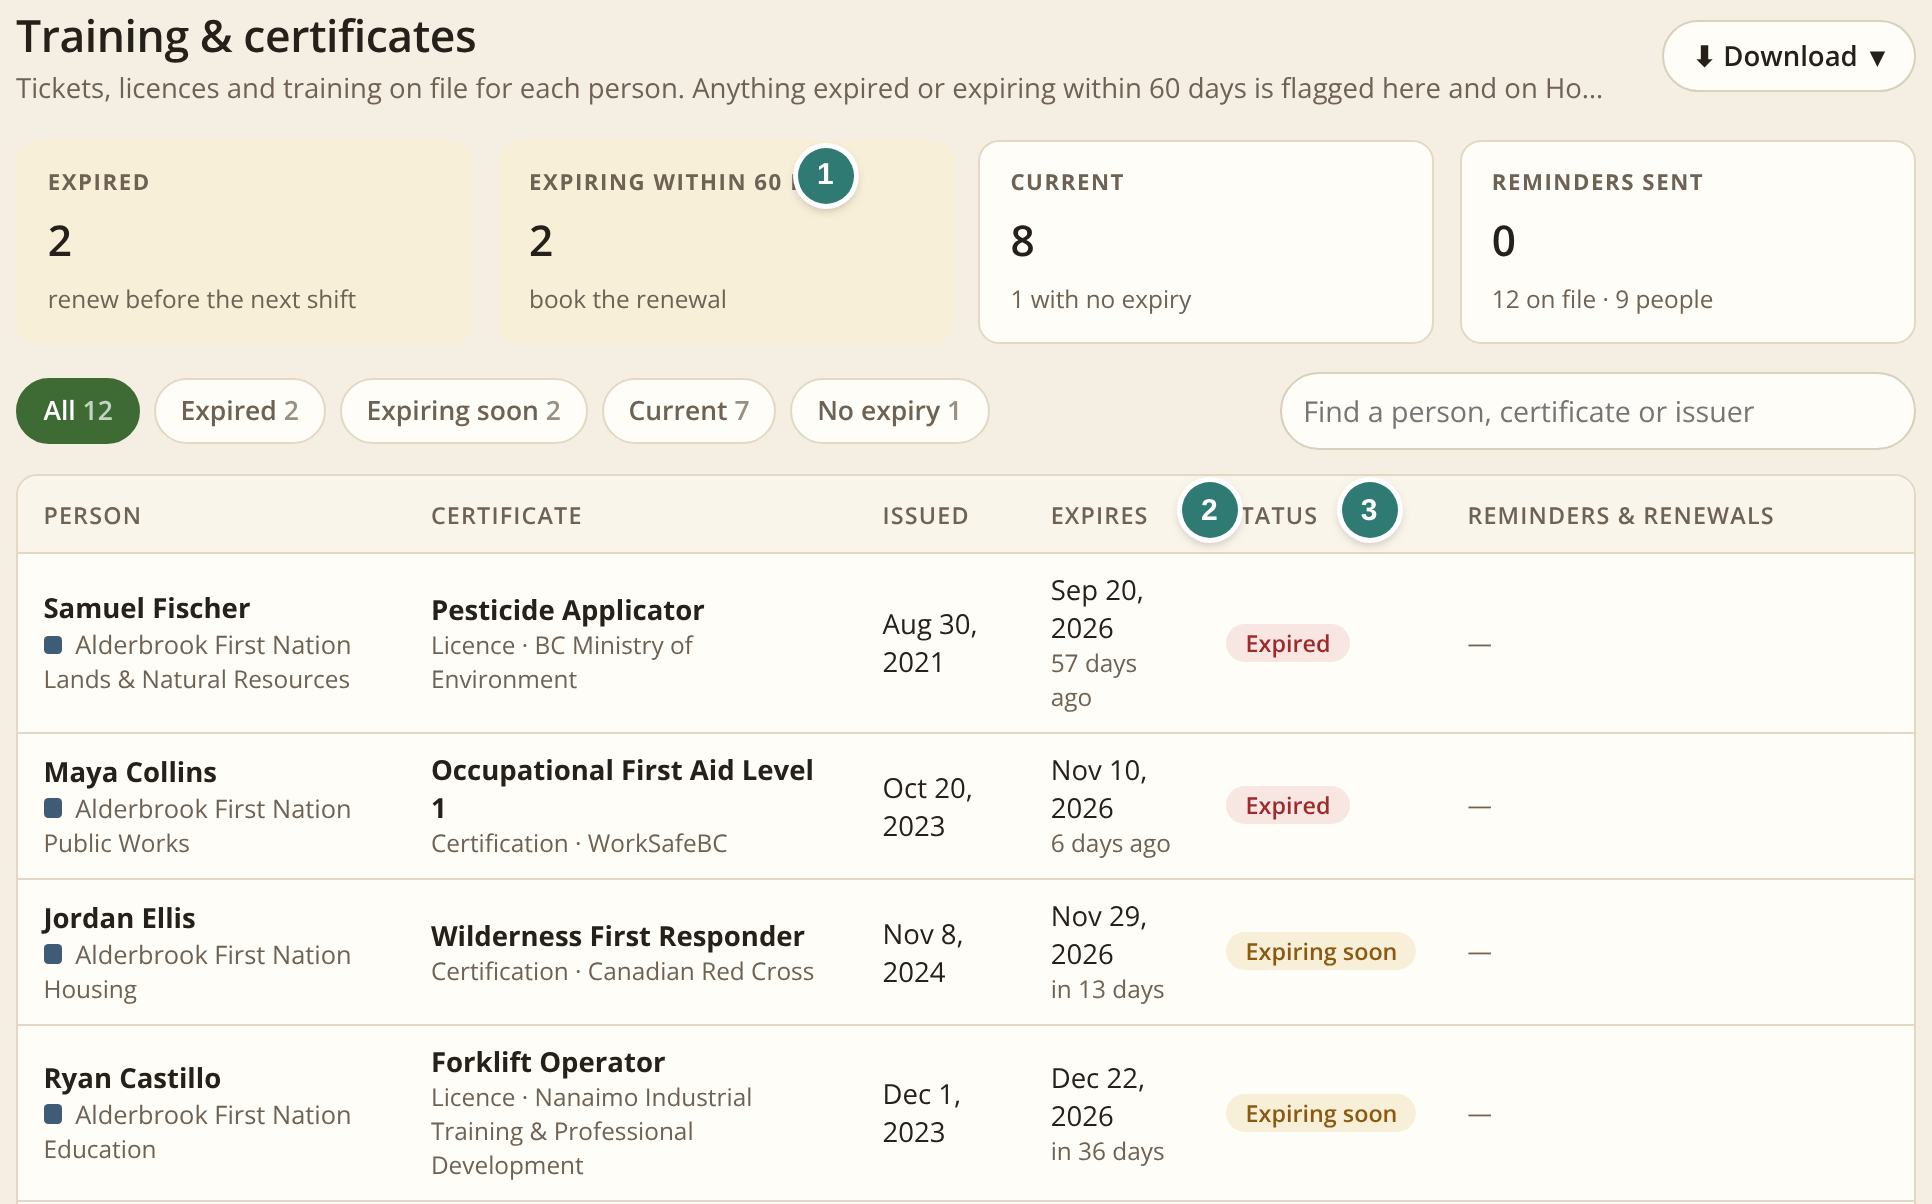 Training & certificates
⬇ Download ▼
Tickets, licences and training on file for each person. Anything expired or expiring within 60 days is flagged here and on Ho...
EXPIRED
2
renew before the next shift
EXPIRING WITHIN 60
1
2
book the renewal
CURRENT
8
1 with no expiry
REMINDERS SENT
0
12 on file · 9 people
All 12
Expired 2
Expiring soon 2
Current 7
No expiry 1
Find a person, certificate or issuer
PERSON
CERTIFICATE
ISSUED
EXPIRES
2
TATUS
3
REMINDERS & RENEWALS
Samuel Fischer
Alderbrook First Nation
Lands & Natural Resources
Pesticide Applicator
Licence · BC Ministry of
Environment
Aug 30,
2021
Sep 20,
2026
57 days
ago
Expired
—
Maya Collins
Alderbrook First Nation
Public Works
Occupational First Aid Level
1
Certification · WorkSafeBC
Oct 20,
2023
Nov 10,
2026
6 days ago
Expired
—
Jordan Ellis
Alderbrook First Nation
Housing
Wilderness First Responder
Certification · Canadian Red Cross
Nov 8,
2024
Nov 29,
2026
in 13 days
Expiring soon
—
Ryan Castillo
Alderbrook First Nation
Education
Forklift Operator
Licence · Nanaimo Industrial
Training & Professional
Development
Dec 1,
2023
Dec 22,
2026
in 36 days
Expiring soon
—